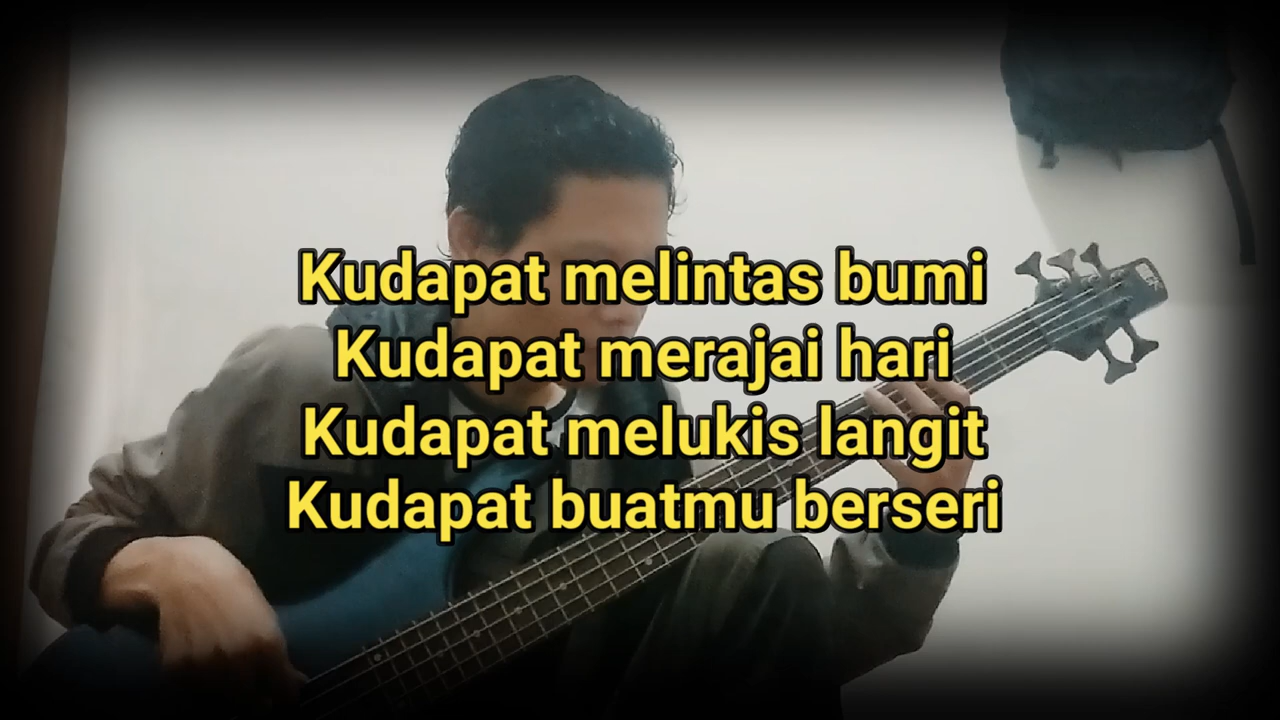 Kudapat melintas bumi
Kudapat merajai hari
Kudapat melukis langit
Kudapat buatmu berseri